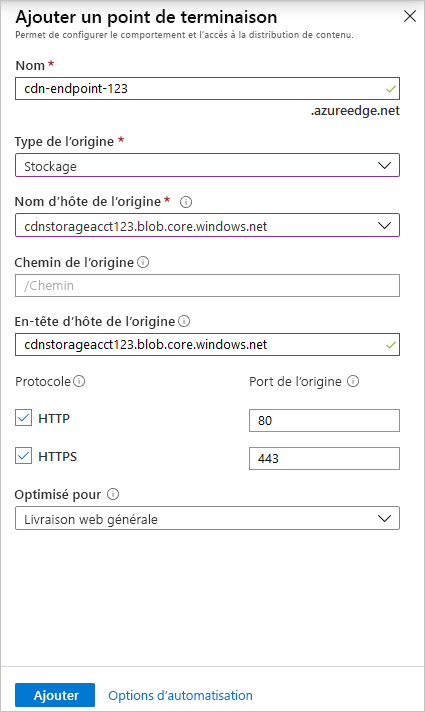 Ajouter un point de terminaison
Permet de configurer le comportement et l'accès à la distribution de contenu.
Nom *
cdn-endpoint-123
.azureedge.net
Type de l'origine *
Stockage
Nom d'hôte de l'origine *
cdnstorageacct123.blob.core.windows.net
Chemin de l'origine
/Chemin
En-tête d'hôte de l'origine
cdnstorageacct123.blob.core.windows.net
Protocole Port de l'origine
HTTP 80
HTTPS 443
Optimisé pour
Livraison web générale
Ajouter Options d'automatisation